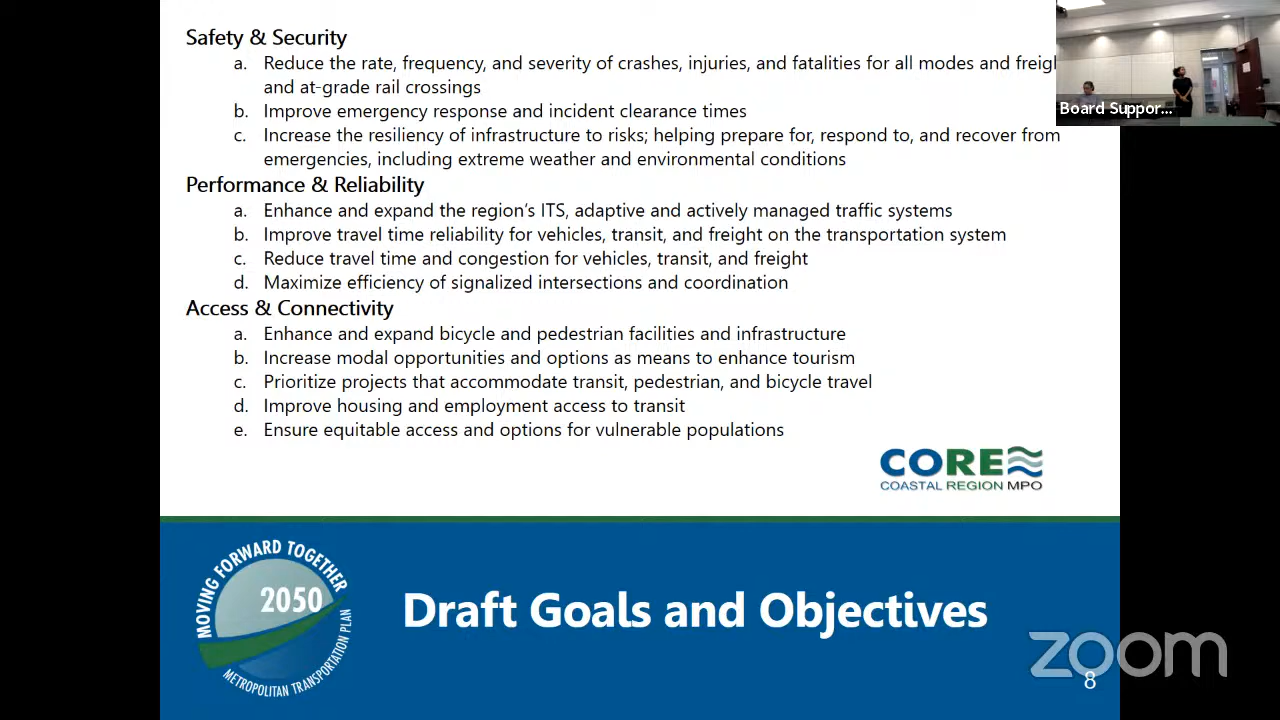 Safety & Security
a. Reduce the rate, frequency, and severity of crashes, injuries, and fatalities for all modes and freigh
and at-grade rail crossings
b. Improve emergency response and incident clearance times
c. Increase the resiliency of infrastructure to risks; helping prepare for, respond to, and recover from
emergencies, including extreme weather and environmental conditions
Performance & Reliability
a. Enhance and expand the region's ITS, adaptive and actively managed traffic systems
b. Improve travel time reliability for vehicles, transit, and freight on the transportation system
c. Reduce travel time and congestion for vehicles, transit, and freight
d. Maximize efficiency of signalized intersections and coordination
Access & Connectivity
a. Enhance and expand bicycle and pedestrian facilities and infrastructure
b. Increase modal opportunities and options as means to enhance tourism
c. Prioritize projects that accommodate transit, pedestrian, and bicycle travel
d. Improve housing and employment access to transit
e. Ensure equitable access and options for vulnerable populations
Board Suppor...
CORE
COASTAL REGION MPO
MOVING FORWARD TOGETHER
2050
METROPOLITAN TRANSPORTATION PLAN
Draft Goals and Objectives
zoom
8